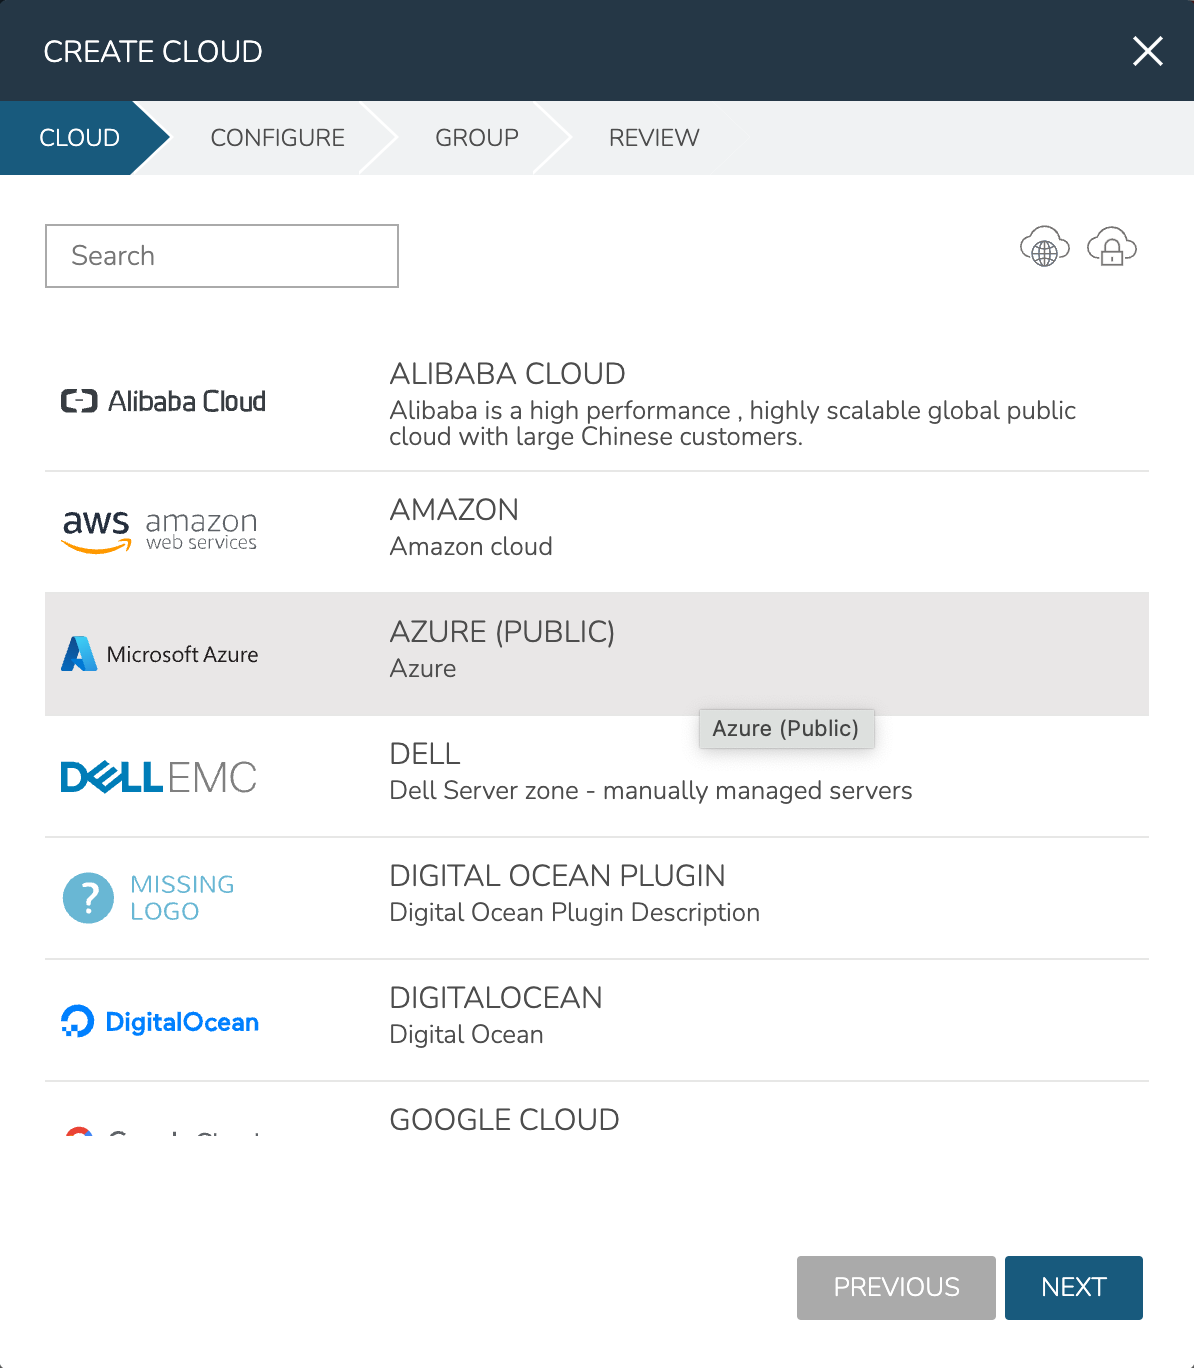 CREATE CLOUD
CLOUD
CONFIGURE
GROUP
REVIEW
Search
Alibaba Cloud
ALIBABA CLOUD
Alibaba is a high performance , highly scalable global public
cloud with large Chinese customers.
aws amazon
web services
AMAZON
Amazon cloud
Microsoft Azure
AZURE (PUBLIC)
Azure
Azure (Public)
DELL EMC
DELL
Dell Server zone - manually managed servers
?
MISSING
LOGO
DIGITAL OCEAN PLUGIN
Digital Ocean Plugin Description
DigitalOcean
DIGITALOCEAN
Digital Ocean
GOOGLE CLOUD
PREVIOUS
NEXT